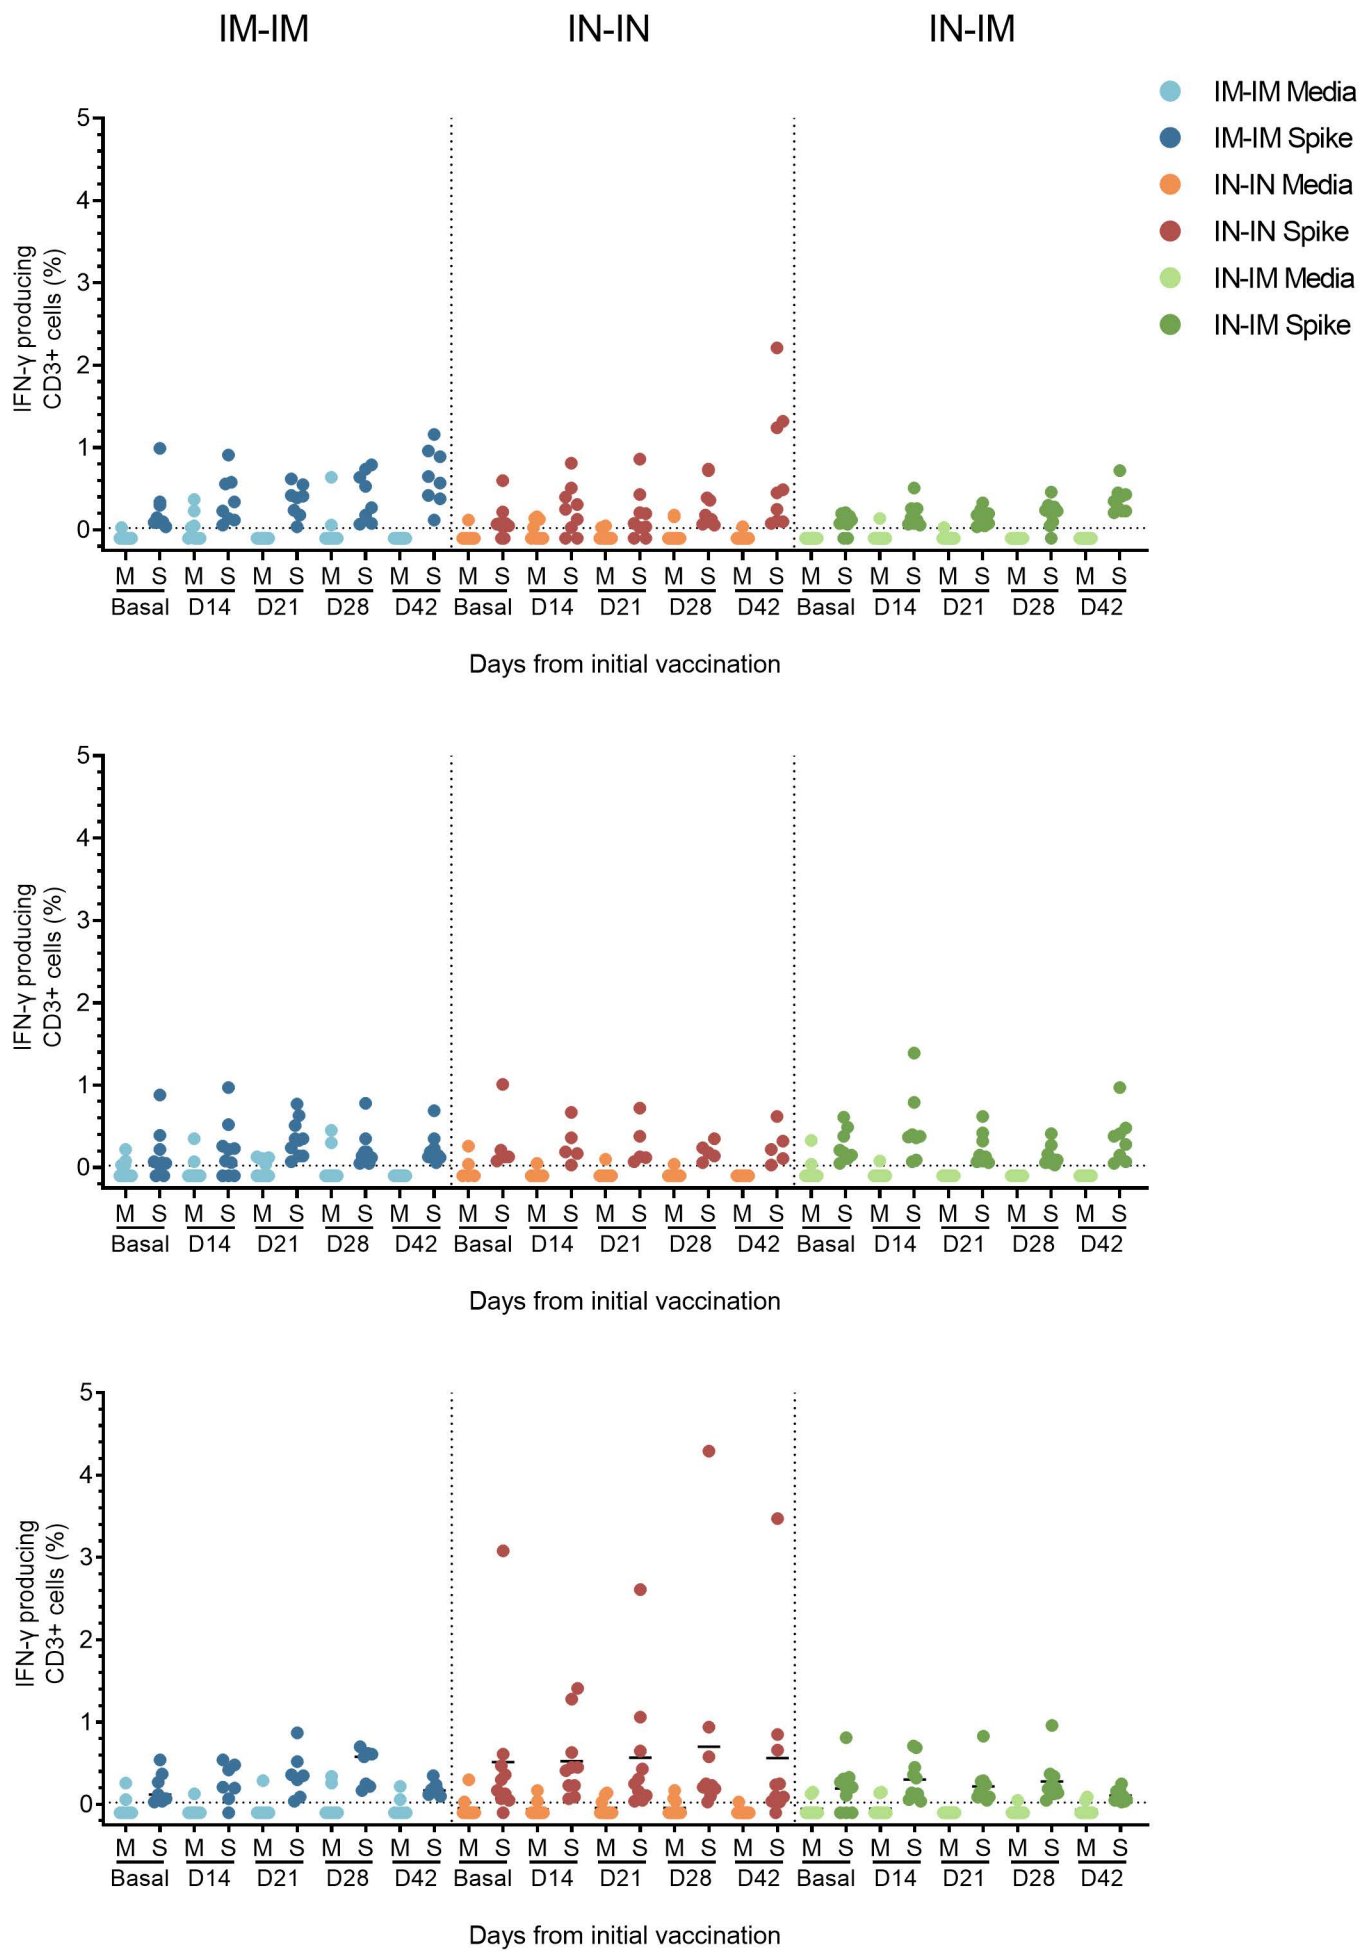 IM-IM IN-IN IN-IM
IM-IM Media
IM-IM Spike
IN-IN Media
IN-IN Spike
IN-IM Media
IN-IM Spike
IFN-γ producing
CD3+ cells (%)
5
4
3
2
1
0
M S M S M S M S M S M S M S M S M S M S M S M S M S M S M S
Basal D14 D21 D28 D42 Basal D14 D21 D28 D42 Basal D14 D21 D28 D42
Days from initial vaccination
IFN-γ producing
CD3+ cells (%)
5
4
3
2
1
0
M S M S M S M S M S M S M S M S M S M S M S M S M S M S M S
Basal D14 D21 D28 D42 Basal D14 D21 D28 D42 Basal D14 D21 D28 D42
Days from initial vaccination
IFN-γ producing
CD3+ cells (%)
5
4
3
2
1
0
M S M S M S M S M S M S M S M S M S M S M S M S M S M S M S
Basal D14 D21 D28 D42 Basal D14 D21 D28 D42 Basal D14 D21 D28 D42
Days from initial vaccination